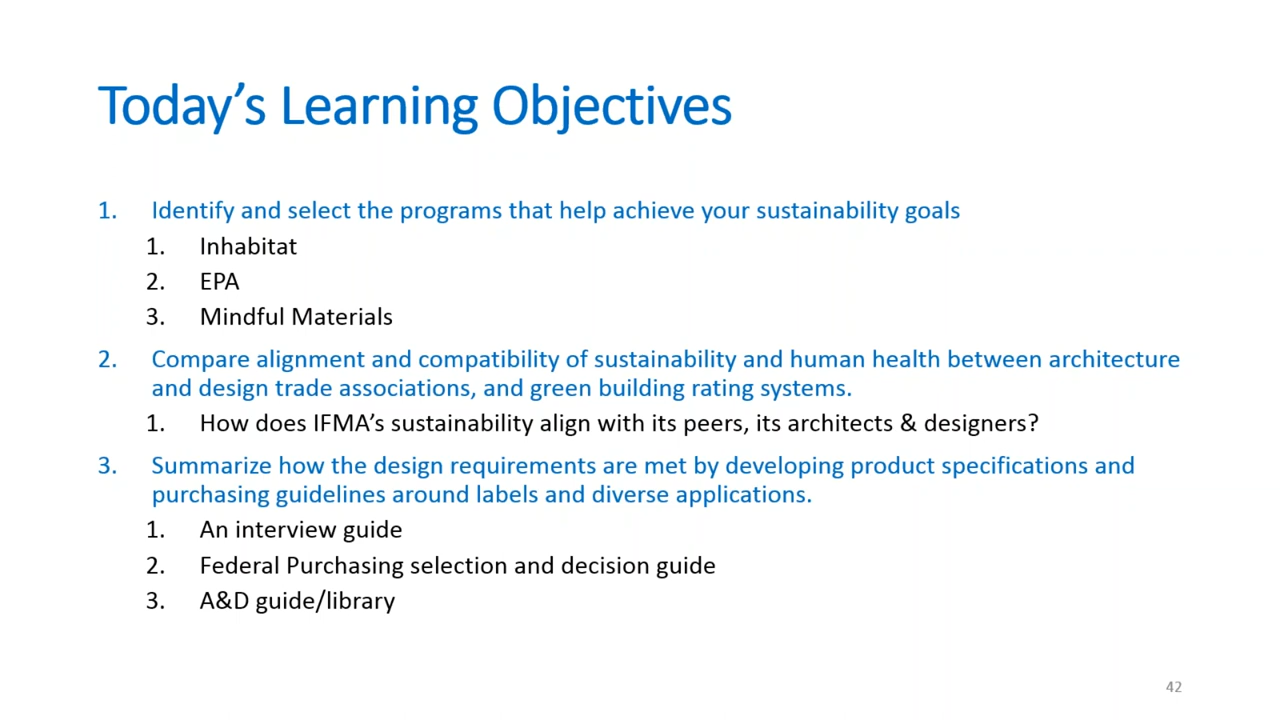 Today’s Learning Objectives
1. Identify and select the programs that help achieve your sustainability goals
1. Inhabitat
2. EPA
3. Mindful Materials
2. Compare alignment and compatibility of sustainability and human health between architecture
and design trade associations, and green building rating systems.
1. How does IFMA’s sustainability align with its peers, its architects & designers?
3. Summarize how the design requirements are met by developing product specifications and
purchasing guidelines around labels and diverse applications.
1. An interview guide
2. Federal Purchasing selection and decision guide
3. A&D guide/library
42